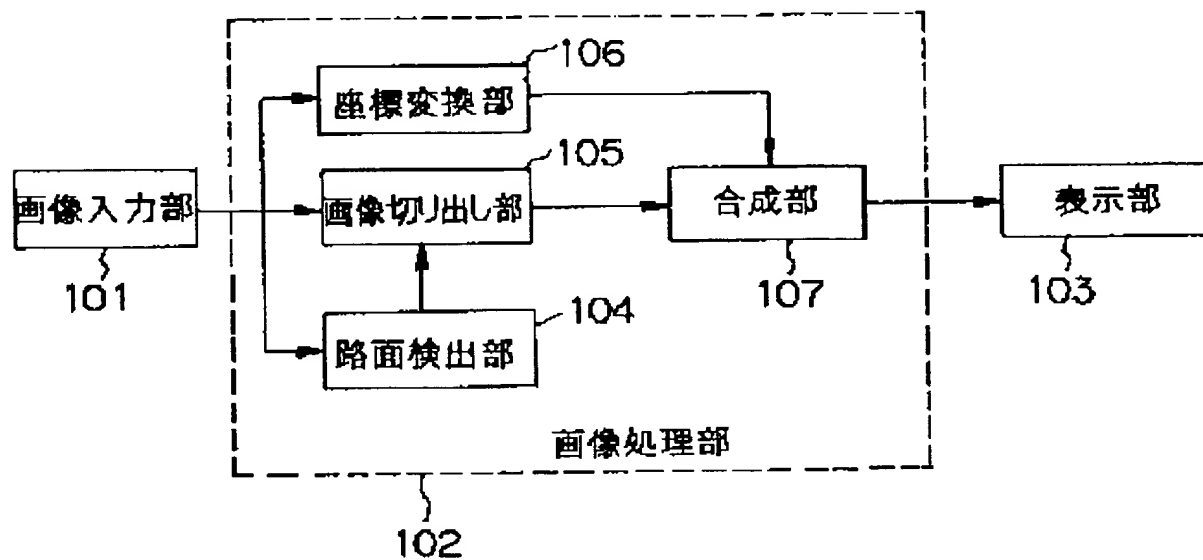 106
座標変換部
105
画像入力部
画像切り出し部
合成部
表示部
101
107
103
104
路面検出部
画像処理部
102